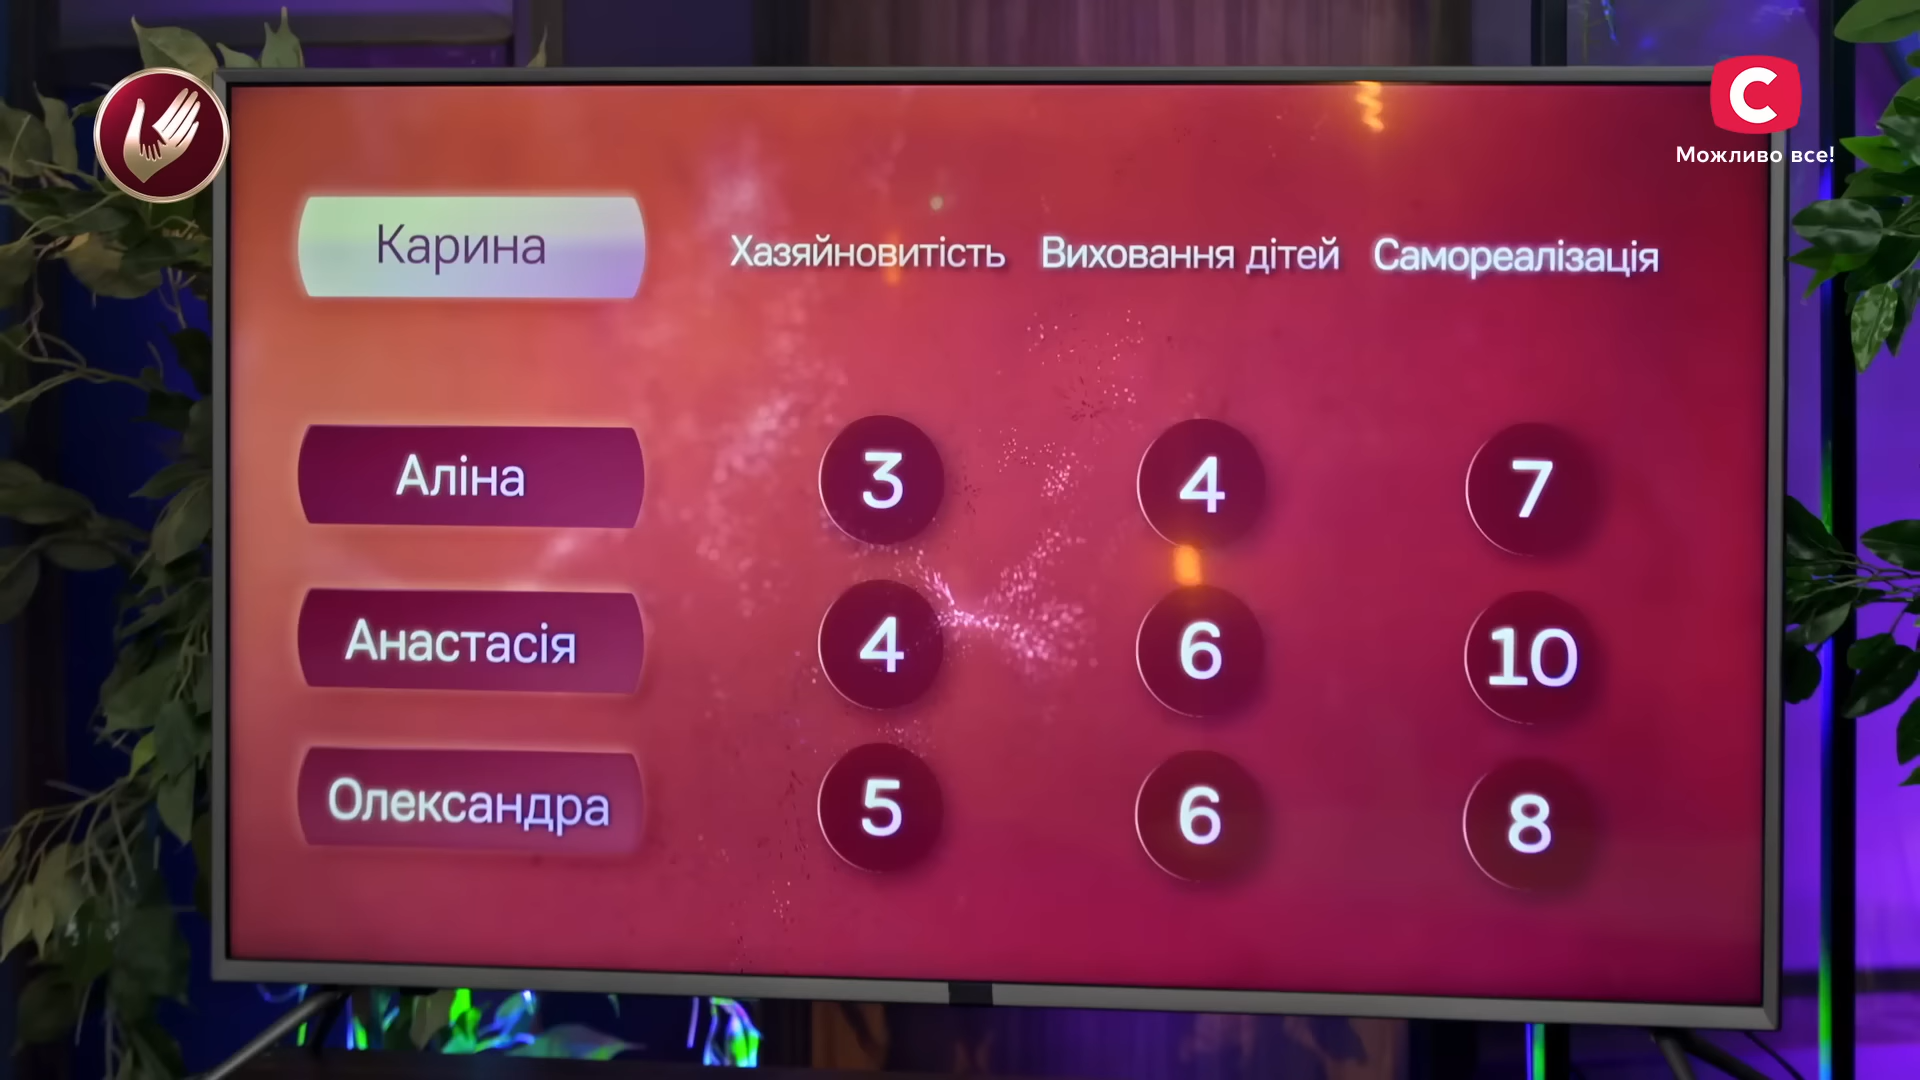 С
Можливо все!
Карина Хазяйновитість Виховання дітей Самореалізація
Аліна 3 4 7
Анастасія 4 6 10
Олександра 5 6 8